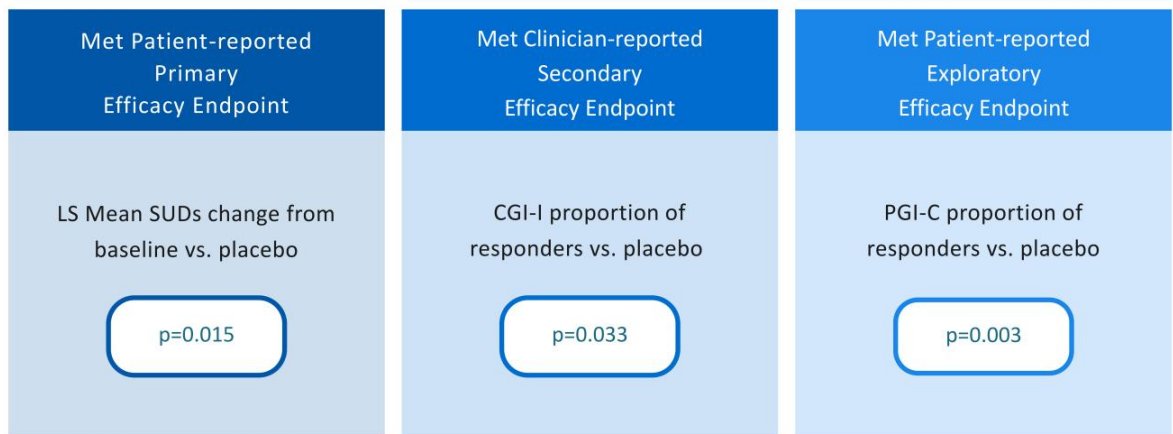 Met Patient-reported
Primary
Efficacy Endpoint
LS Mean SUDs change from
baseline vs. placebo
p=0.015
Met Clinician-reported
Secondary
Efficacy Endpoint
CGI-I proportion of
responders vs. placebo
p=0.033
Met Patient-reported
Exploratory
Efficacy Endpoint
PGI-C proportion of
responders vs. placebo
p=0.003